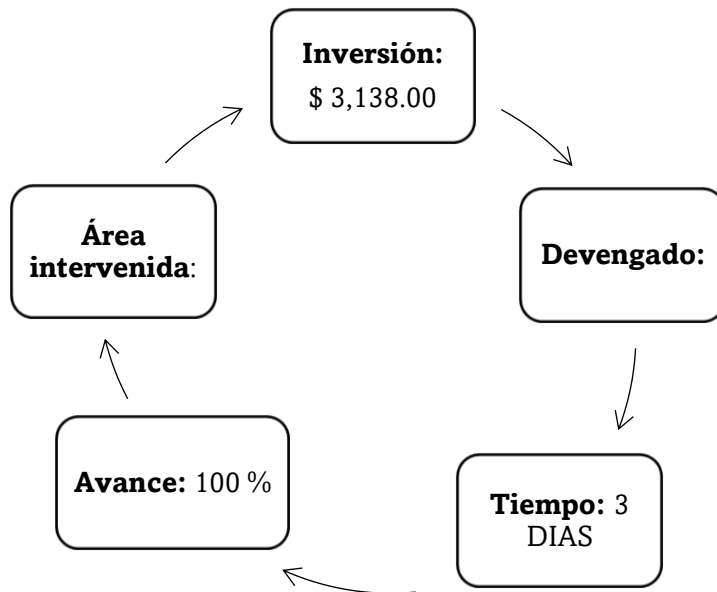 Inversión:
$ 3,138.00
Devengado:
Tiempo: 3
DIAS
Avance: 100 %
Área
intervenida: